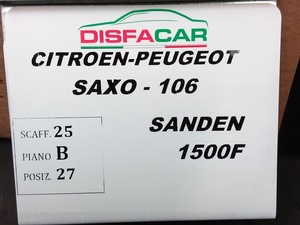 DISFACAR
CITROEN-PEUGEOT
SAXO - 106
SCAFF. 25
PIANO B
POSIZ. 27
SANDEN
1500F